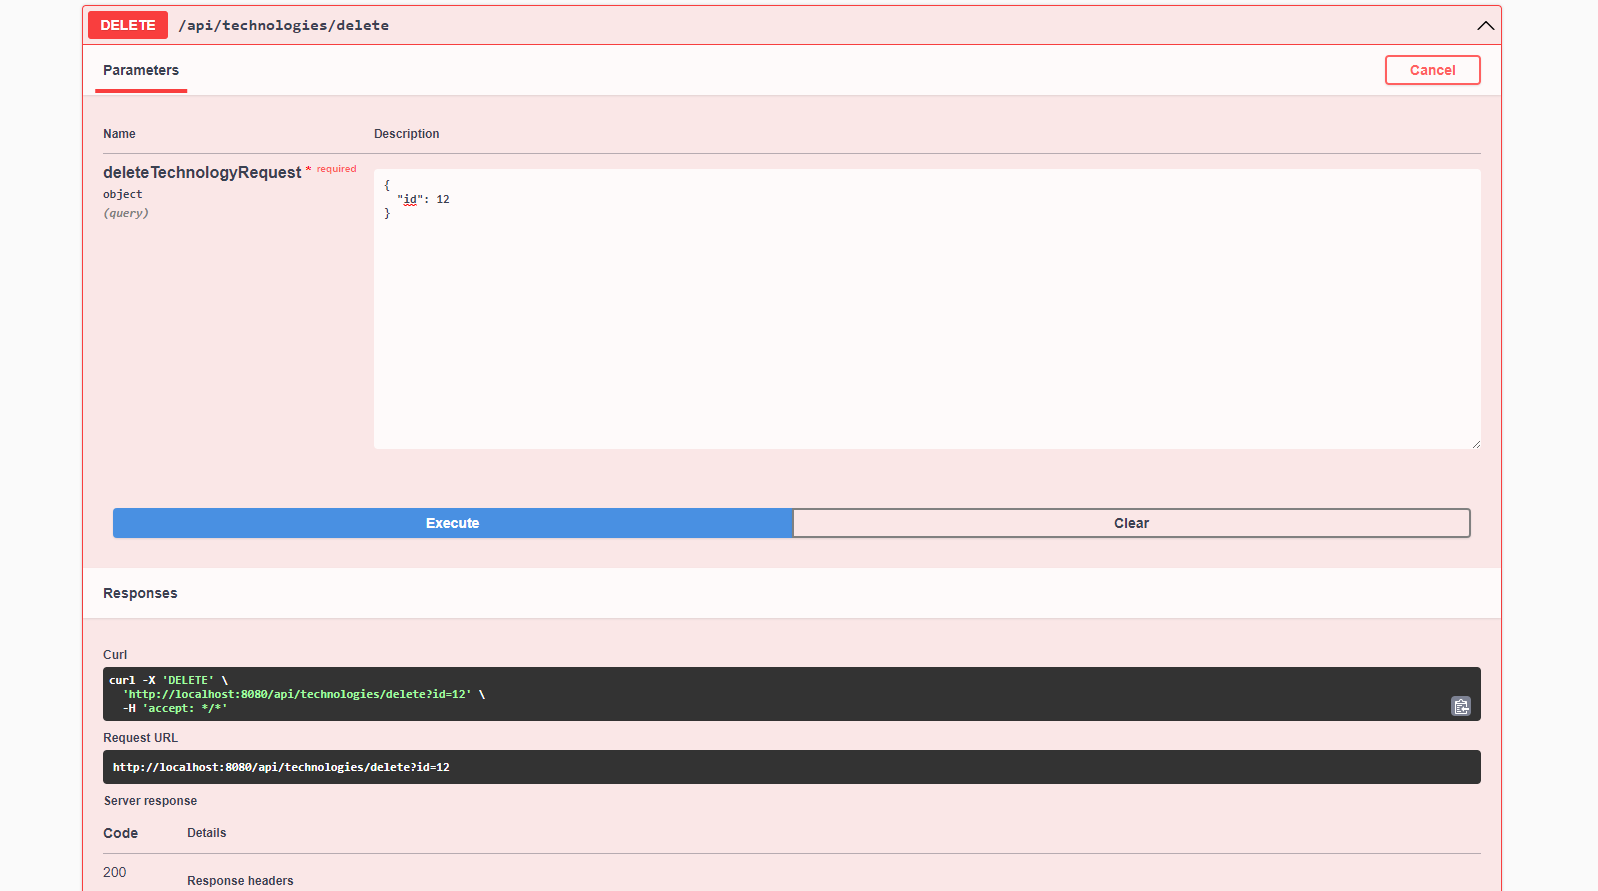 DELETE /api/technologies/delete
Parameters
Cancel
Name Description
deleteTechnologyRequest * required
object
(query)
{
  "id": 12
}
Execute Clear
Responses
Curl
curl -X 'DELETE' \
  'http://localhost:8080/api/technologies/delete?id=12' \
  -H 'accept: */*'
Request URL
http://localhost:8080/api/technologies/delete?id=12
Server response
Code Details
200
Response headers